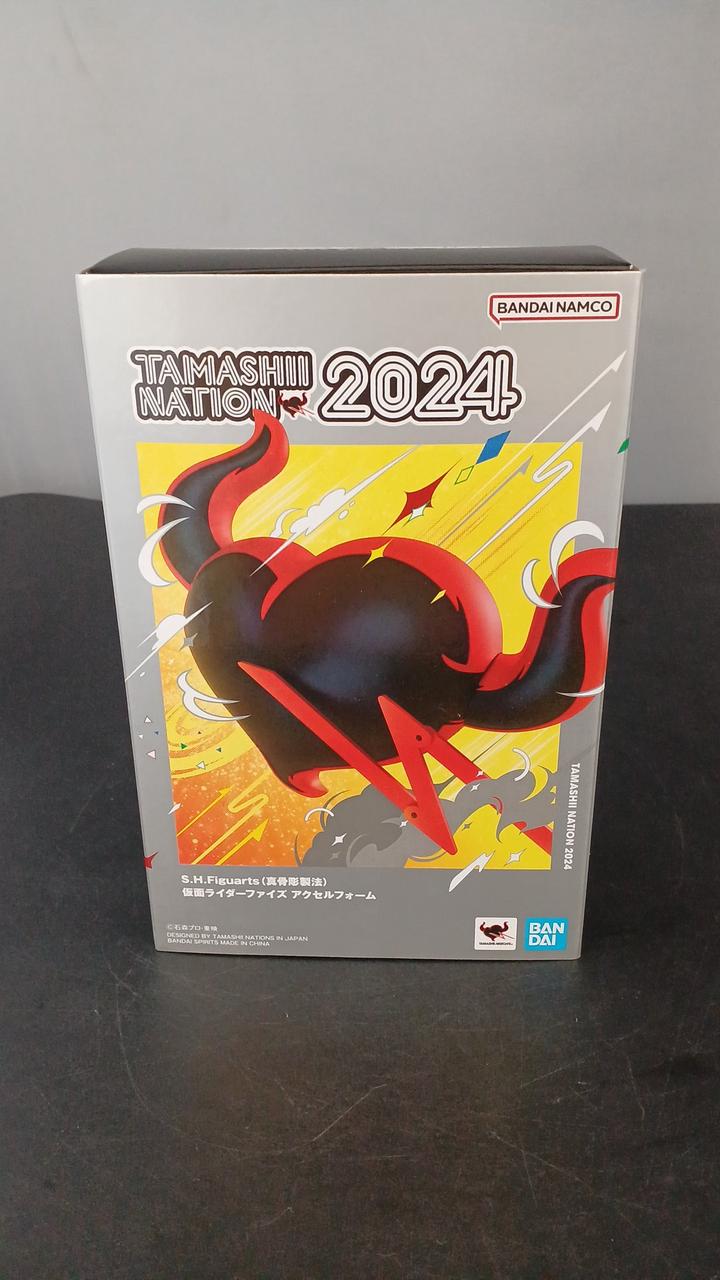 BANDAI NAMCO
TAMASHII
NATION 2024
TAMASHII NATION 2024
S.H.Figuarts(真骨彫製法)
仮面ライダーファイズ アクセルフォーム
©石森プロ・東映
DESIGNED BY TAMASHII NATIONS IN JAPAN
BANDAI SPIRITS MADE IN CHINA
TAMASHII NATIONS
BAN
DAI